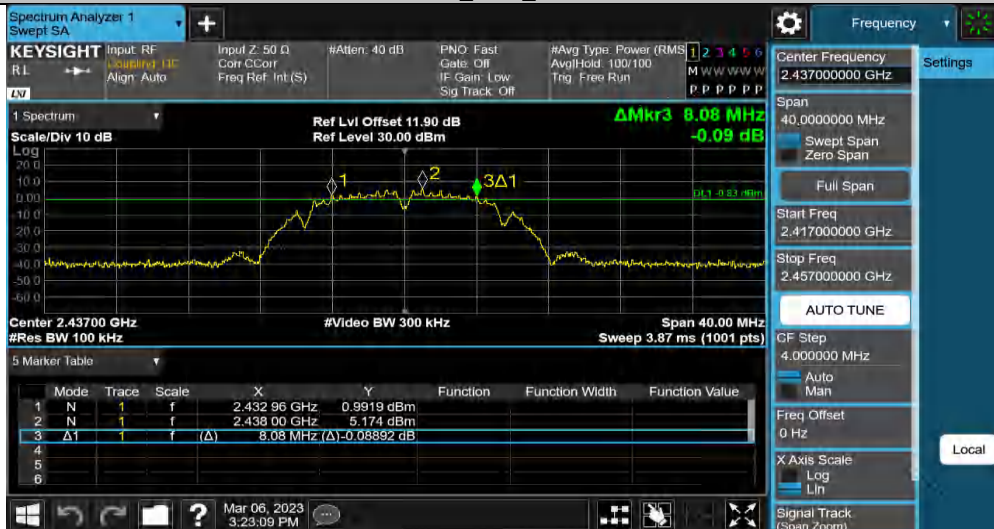 Spectrum Analyzer 1
Swept SA
Frequency
KEYSIGHT
RL
LXI
Input: RF
Coupling: DC
Align: Auto
Input Z: 50 Ω
Corr CCorr
Freq Ref: Int (S)
#Atten: 40 dB
PNO: Fast
Gate: Off
IF Gain: Low
Sig Track: Off
#Avg Type: Power (RMS
Avg|Hold: 100/100
Trig: Free Run
1 2 3 4 5 6
M W W W W W
P P P P P P
1 Spectrum
Scale/Div 10 dB
Ref Lvl Offset 11.90 dB
Ref Level 30.00 dBm
ΔMkr3 8.08 MHz
-0.09 dB
Log
20.0
10.0
0.00
-10.0
-20.0
-30.0
-40.0
-50.0
-60.0
1
2
3Δ1
DL1 -0.83 dBm
Center 2.43700 GHz
#Res BW 100 kHz
#Video BW 300 kHz
Span 40.00 MHz
Sweep 3.87 ms (1001 pts)
5 Marker Table
Mode Trace Scale X Y Function Function Width Function Value
1 N 1 f 2.432 96 GHz 0.9919 dBm
2 N 1 f 2.438 00 GHz 5.174 dBm
3 Δ1 1 f (Δ) 8.08 MHz (Δ) -0.08892 dB
4
5
6
Mar 06, 2023
3:23:09 PM
Center Frequency
2.437000000 GHz
Span
40.0000000 MHz
Swept Span
Zero Span
Full Span
Start Freq
2.417000000 GHz
Stop Freq
2.457000000 GHz
AUTO TUNE
CF Step
4.000000 MHz
Auto
Man
Freq Offset
0 Hz
X Axis Scale
Log
Lin
Signal Track
(Span Zoom)
Settings
Local